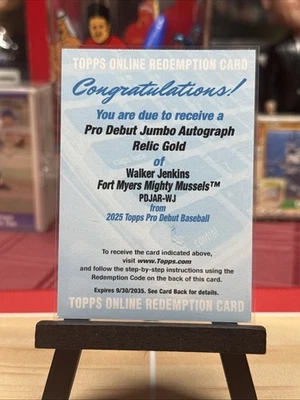 TOPPS ONLINE REDEMPTION CARD
Congratulations!
You are due to receive a
Pro Debut Jumbo Autograph
Relic Gold
of
Walker Jenkins
Fort Myers Mighty Mussels™
PDJAR-WJ
from
2025 Topps Pro Debut Baseball
To receive the card indicated above,
visit www.Topps.com
and follow the step-by-step instructions using the
Redemption Code on the back of this card.
Expires 9/30/2035. See Card Back for details.
TOPPS ONLINE REDEMPTION CARD